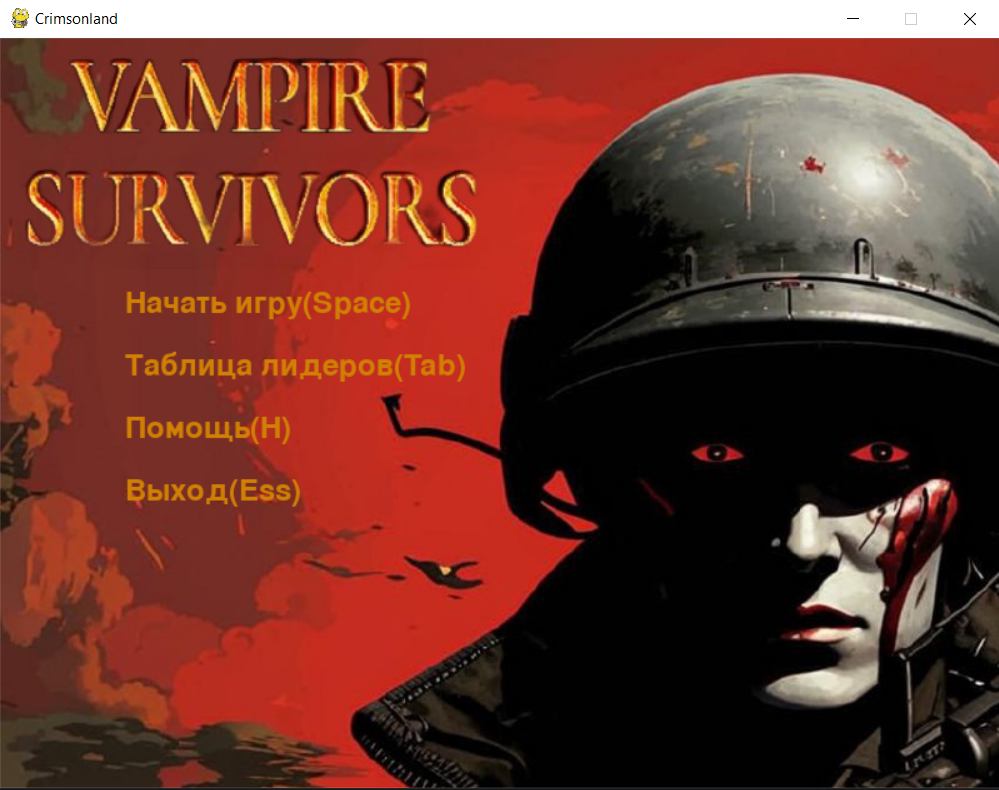 Crimsonland
VAMPIRE
SURVIVORS
Начать игру(Space)
Таблица лидеров(Tab)
Помощь(H)
Выход(Ess)